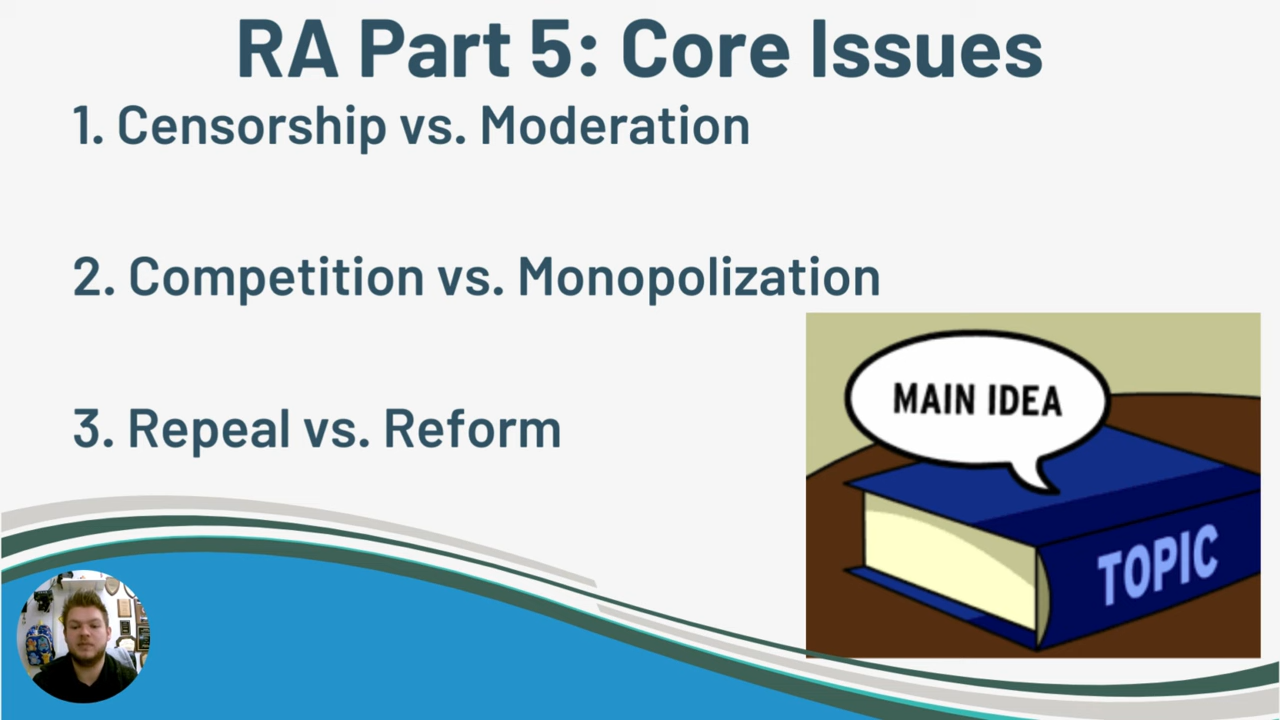 RA Part 5: Core Issues
1. Censorship vs. Moderation
2. Competition vs. Monopolization
3. Repeal vs. Reform
MAIN IDEA
TOPIC